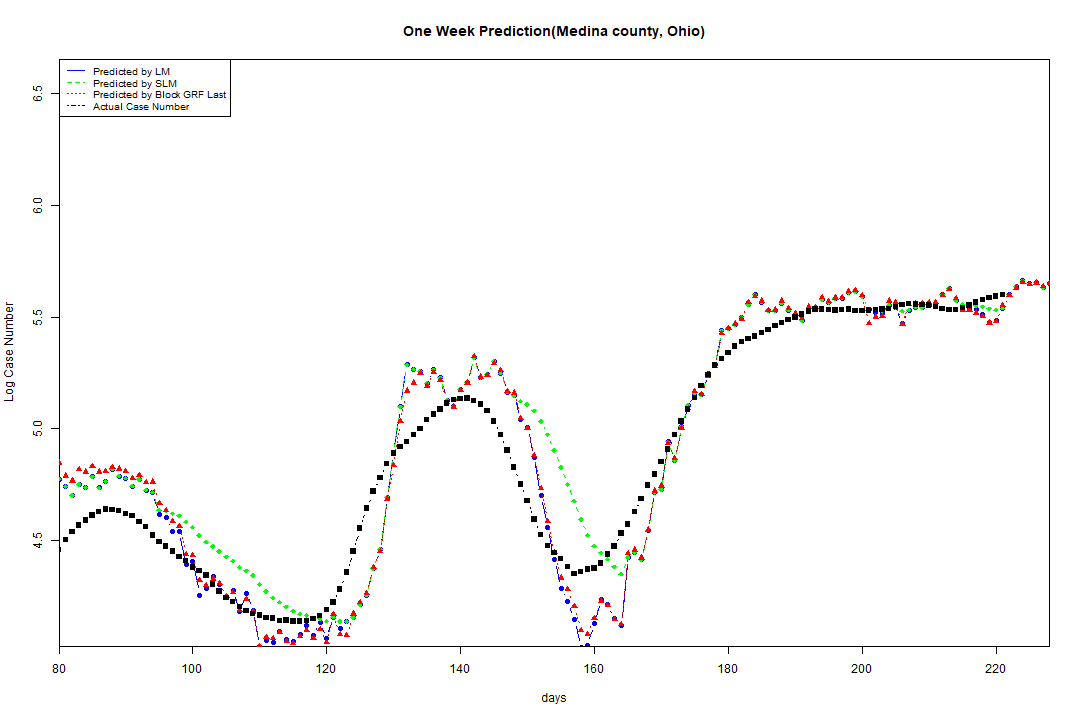 One Week Prediction(Medina county, Ohio)
Predicted by LM
Predicted by SLM
Predicted by Block GRF Last
Actual Case Number
6.5
6.0
5.5
5.0
4.5
Log Case Number
80 100 120 140 160 180 200 220
days